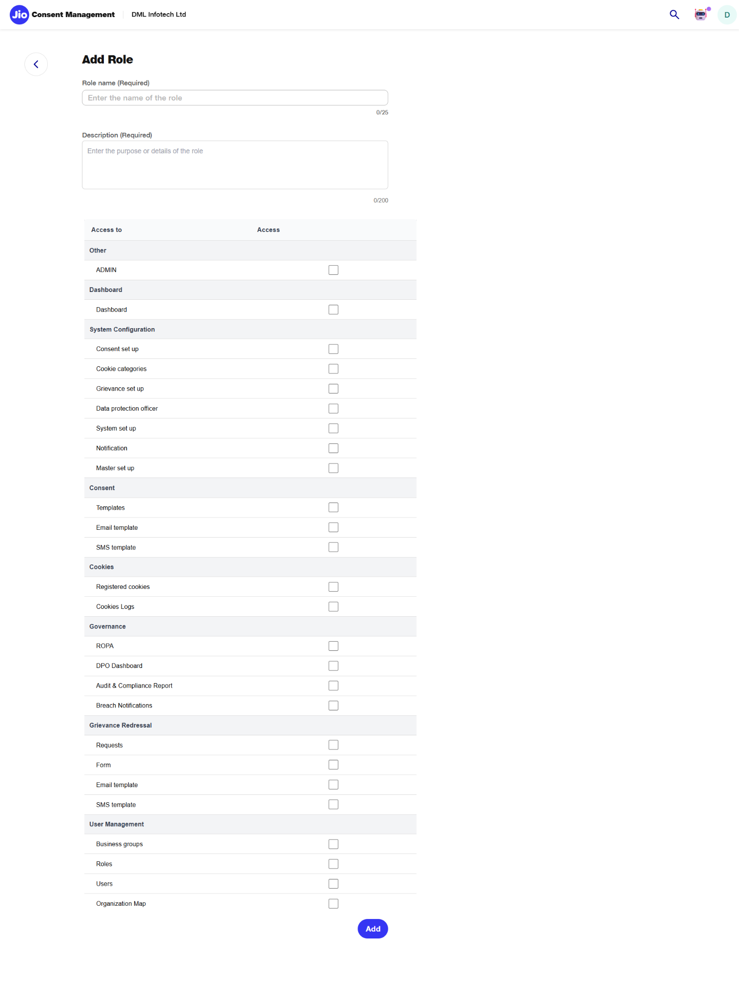 Jio Consent Management DML Infotech Ltd D
Add Role
Role name (Required)
Enter the name of the role
0/25
Description (Required)
Enter the purpose or details of the role
0/200
Access to Access
Other
ADMIN
Dashboard
Dashboard
System Configuration
Consent set up
Cookie categories
Grievance set up
Data protection officer
System set up
Notification
Master set up
Consent
Templates
Email template
SMS template
Cookies
Registered cookies
Cookies Logs
Governance
ROPA
DPO Dashboard
Audit & Compliance Report
Breach Notifications
Grievance Redressal
Requests
Form
Email template
SMS template
User Management
Business groups
Roles
Users
Organization Map
Add